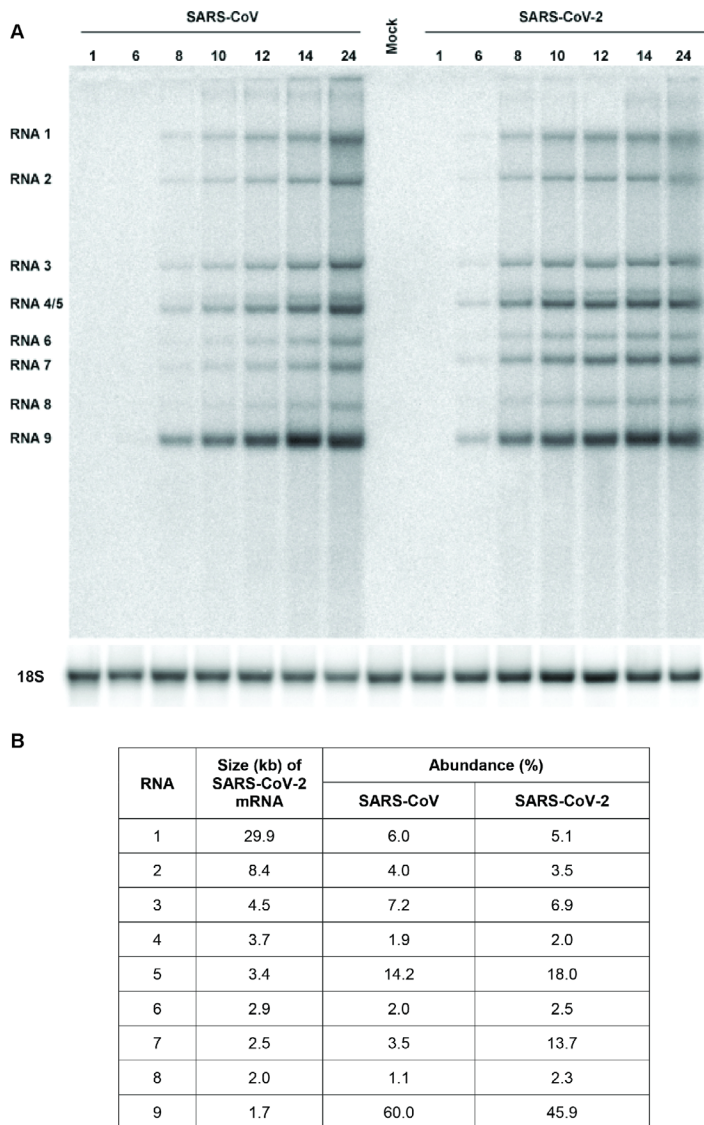 A
SARS-CoV Mock SARS-CoV-2
1 6 8 10 12 14 24 1 6 8 10 12 14 24
RNA 1
RNA 2
RNA 3
RNA 4/5
RNA 6
RNA 7
RNA 8
RNA 9
18S
B
RNA Size (kb) of SARS-CoV-2 mRNA Abundance (%)
SARS-CoV SARS-CoV-2
1 29.9 6.0 5.1
2 8.4 4.0 3.5
3 4.5 7.2 6.9
4 3.7 1.9 2.0
5 3.4 14.2 18.0
6 2.9 2.0 2.5
7 2.5 3.5 13.7
8 2.0 1.1 2.3
9 1.7 60.0 45.9